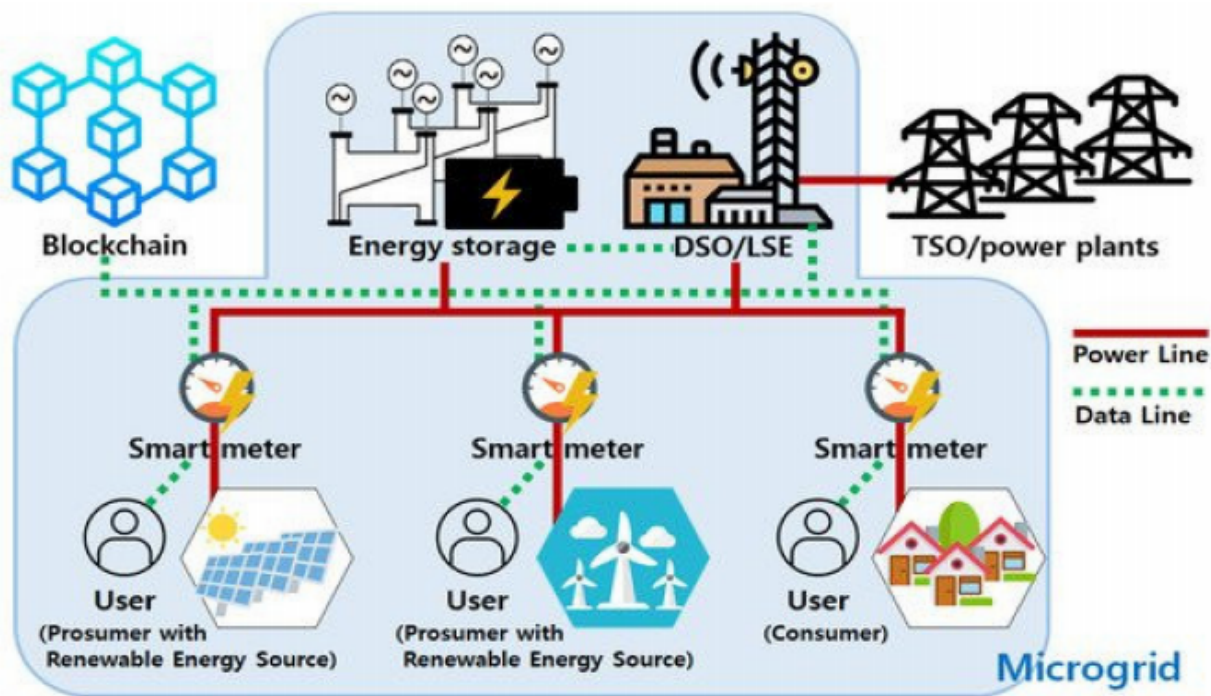 Blockchain
Energy storage
DSO/LSE
TSO/power plants
Power Line
Data Line
Smart meter
Smart meter
Smart meter
User
(Prosumer with
Renewable Energy Source)
User
(Prosumer with
Renewable Energy Source)
User
(Consumer)
Microgrid